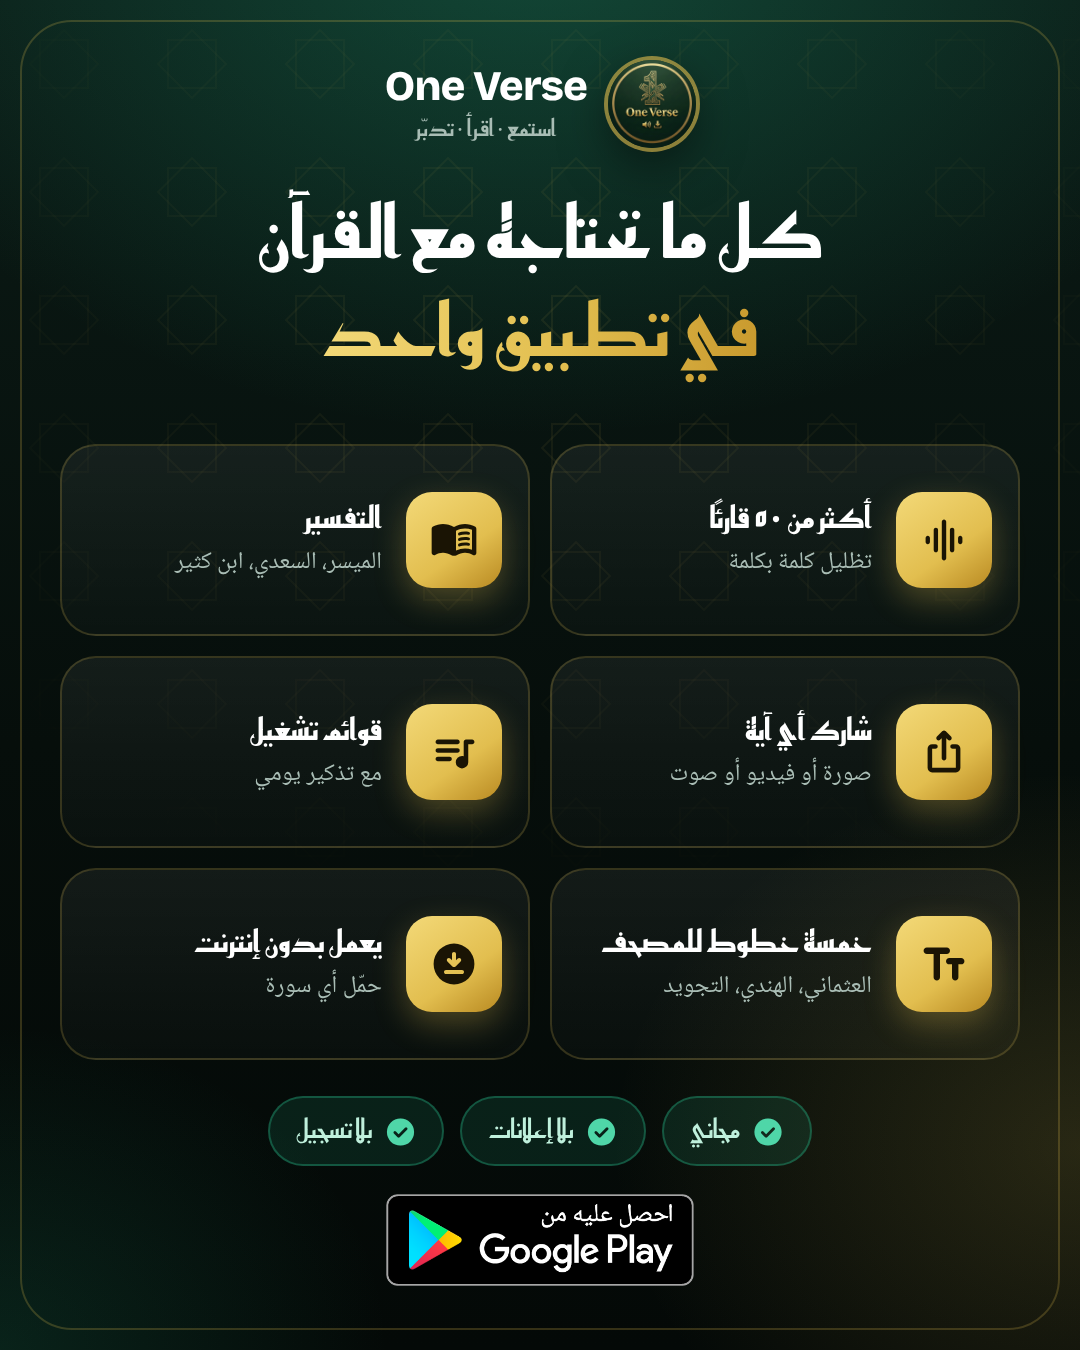 One Verse
استمع · اقرأ · تدبّر
One Verse
كل ما تحتاجه مع القرآن
في تطبيق واحد
أكثر من ٥٠ قارئًا
تظليل كلمة بكلمة
التفسير
الميسر، السعدي، ابن كثير
شارك أي آية
صورة أو فيديو أو صوت
قوائم تشغيل
مع تذكير يومي
خمسة خطوط للمصحف
العثماني، الهندي، التجويد
يعمل بدون إنترنت
حمّل أي سورة
مجاني
بلا إعلانات
بلا تسجيل
احصل عليه من
Google Play